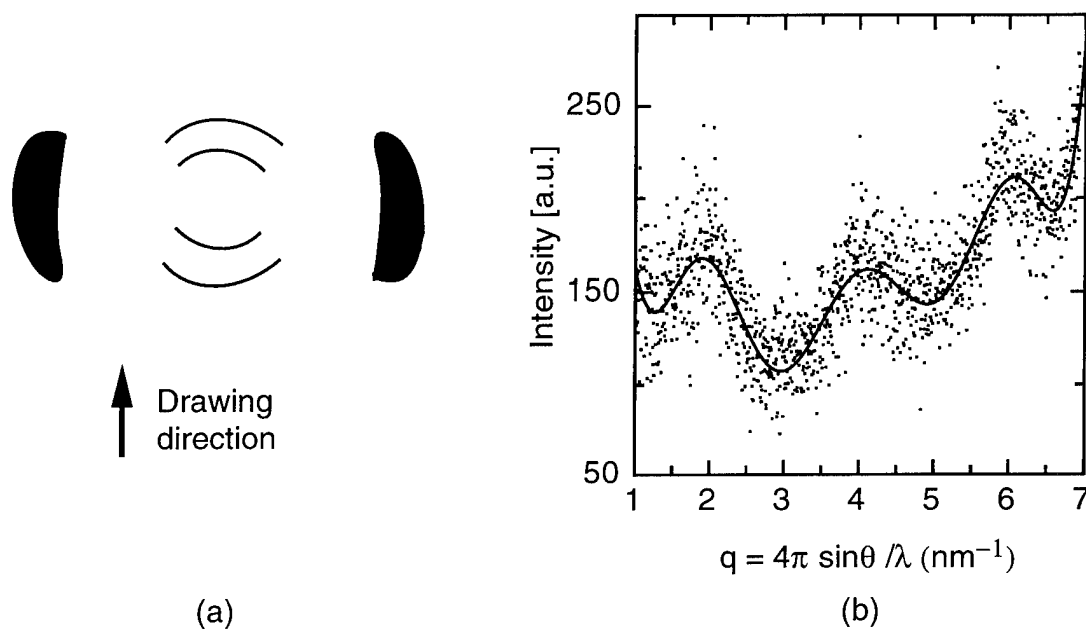 Drawing
direction
(a)
Intensity [a.u.]
250
150
50
1 2 3 4 5 6 7
q = 4π sinθ /λ (nm⁻¹)
(b)